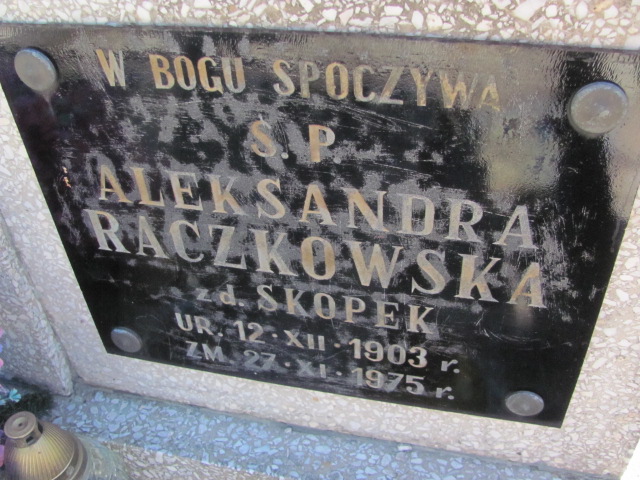 W BOGU SPOCZYWA
Ś. P.
ALEKSANDRA
RACZKOWSKA
zd. SKOPEK
UR. 12·XII·1903 r.
ZM 27·XI·1975 r.